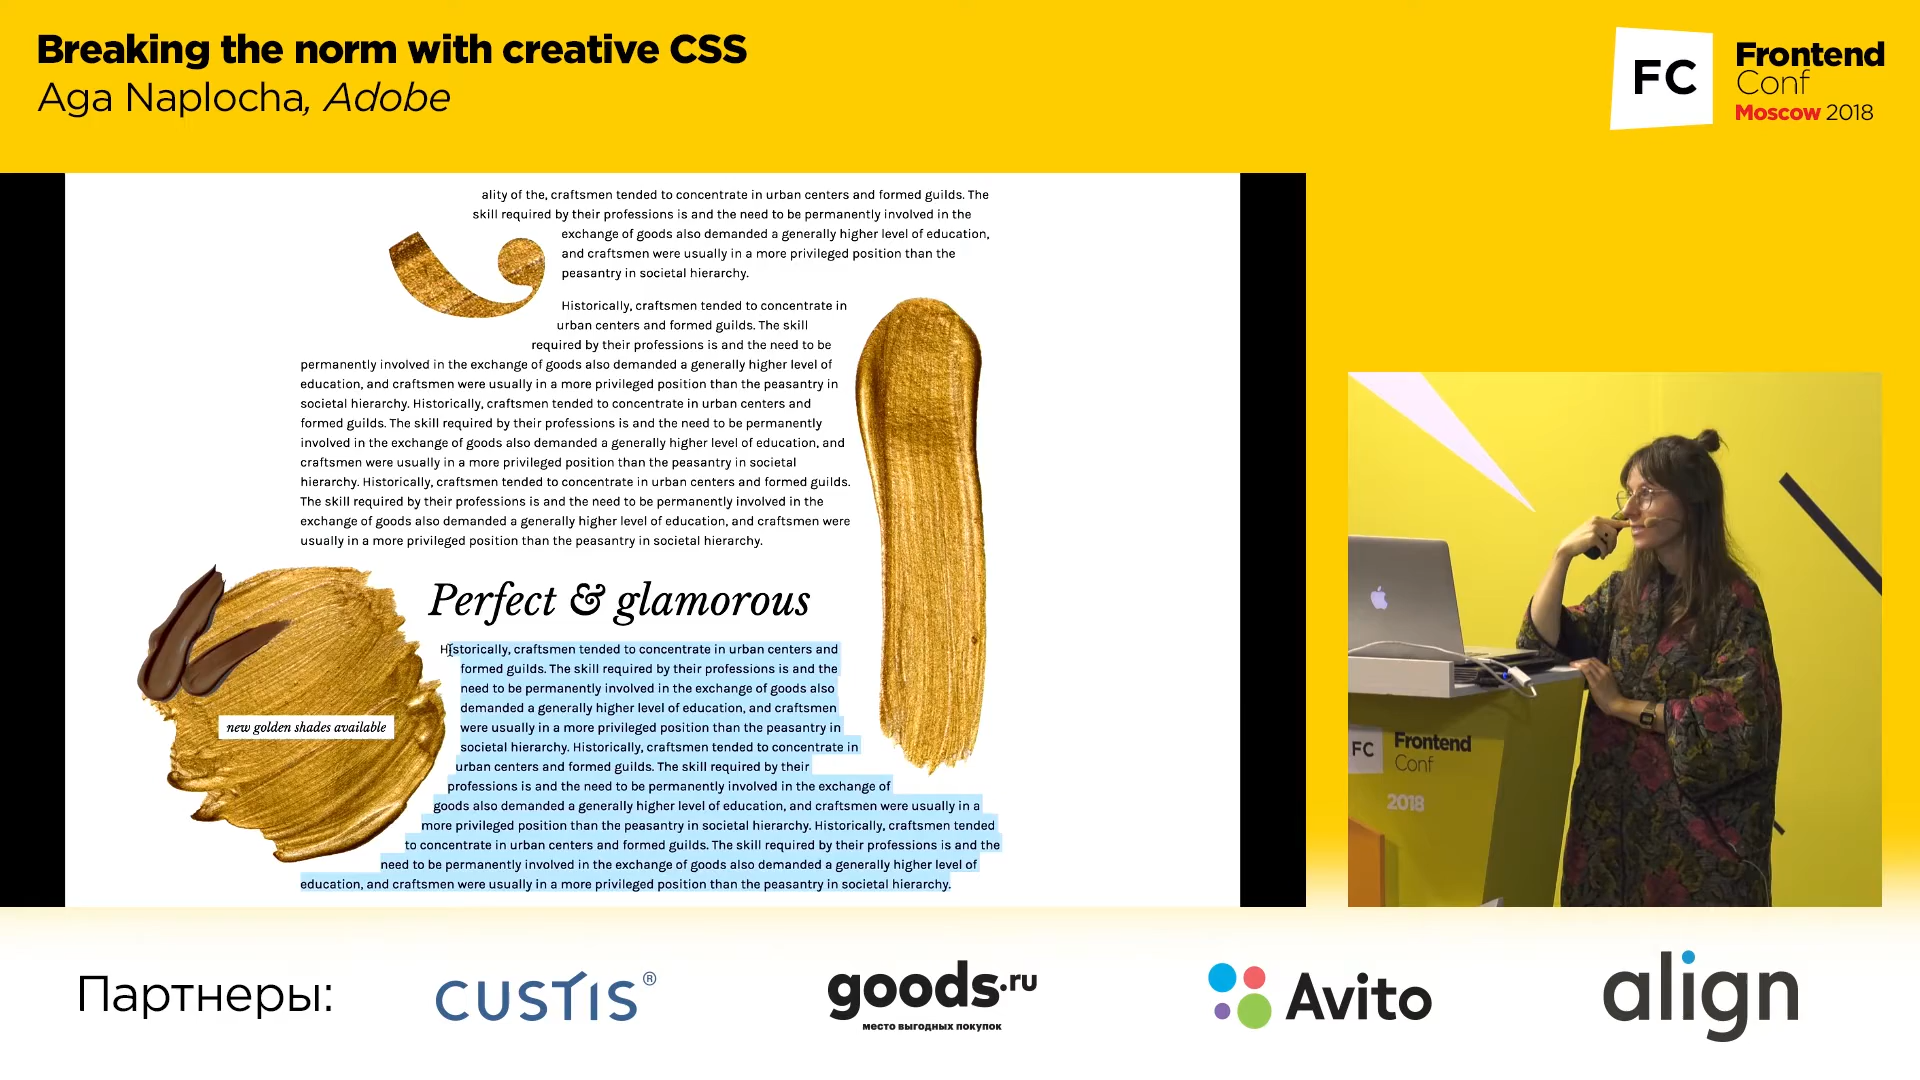 Breaking the norm with creative CSS
Aga Naplocha, Adobe
FC
Frontend
Conf
Moscow 2018
ality of the, craftsmen tended to concentrate in urban centers and formed guilds. The
skill required by their professions is and the need to be permanently involved in the
exchange of goods also demanded a generally higher level of education,
and craftsmen were usually in a more privileged position than the
peasantry in societal hierarchy.
Historically, craftsmen tended to concentrate in
urban centers and formed guilds. The skill
required by their professions is and the need to be
permanently involved in the exchange of goods also demanded a generally higher level of
education, and craftsmen were usually in a more privileged position than the peasantry in
societal hierarchy. Historically, craftsmen tended to concentrate in urban centers and
formed guilds. The skill required by their professions is and the need to be permanently
involved in the exchange of goods also demanded a generally higher level of education, and
craftsmen were usually in a more privileged position than the peasantry in societal
hierarchy. Historically, craftsmen tended to concentrate in urban centers and formed guilds.
The skill required by their professions is and the need to be permanently involved in the
exchange of goods also demanded a generally higher level of education, and craftsmen were
usually in a more privileged position than the peasantry in societal hierarchy.
Perfect & glamorous
Historically, craftsmen tended to concentrate in urban centers and
formed guilds. The skill required by their professions is and the
need to be permanently involved in the exchange of goods also
demanded a generally higher level of education, and craftsmen
were usually in a more privileged position than the peasantry in
societal hierarchy. Historically, craftsmen tended to concentrate in
urban centers and formed guilds. The skill required by their
professions is and the need to be permanently involved in the exchange of
goods also demanded a generally higher level of education, and craftsmen were usually in a
more privileged position than the peasantry in societal hierarchy. Historically, craftsmen tended
to concentrate in urban centers and formed guilds. The skill required by their professions is and the
need to be permanently involved in the exchange of goods also demanded a generally higher level of
education, and craftsmen were usually in a more privileged position than the peasantry in societal hierarchy.
new golden shades available
FC
Frontend
Conf
2018
Партнеры:
CUSTIS®
goods.ru
место выгодных покупок
Avito
align